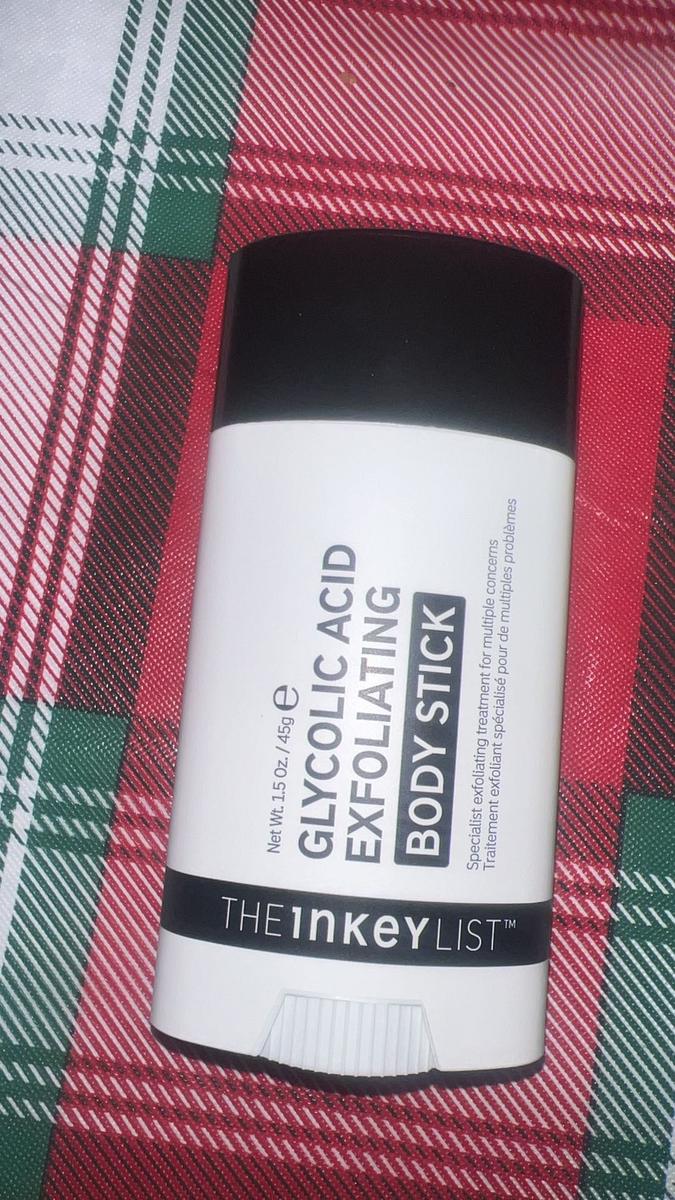 Net Wt. 1.5 Oz. / 45g ℮
GLYCOLIC ACID
EXFOLIATING
BODY STICK
Specialist exfoliating treatment for multiple concerns
Traitement exfoliant spécialisé pour de multiples problèmes
THE INKEY LIST™